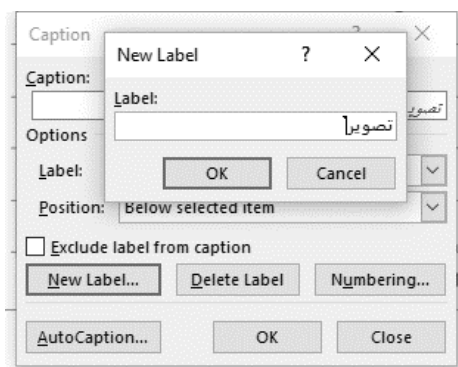 Caption ? ×
New Label ? ×
Caption:
Label:
تصویر
Options
Label:
OK Cancel
Position: Below selected item
Exclude label from caption
New Label... Delete Label Numbering...
AutoCaption... OK Close